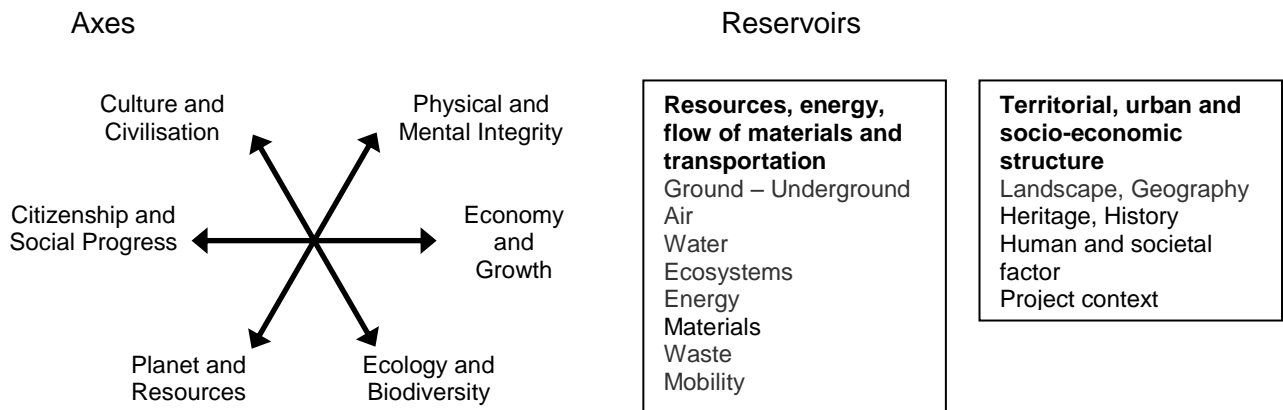 Axes
Culture and
Civilisation
Physical and
Mental Integrity
Citizenship and
Social Progress
Economy
and
Growth
Planet and
Resources
Ecology and
Biodiversity
Reservoirs
Resources, energy,
flow of materials and
transportation
Ground – Underground
Air
Water
Ecosystems
Energy
Materials
Waste
Mobility
Territorial, urban and
socio-economic
structure
Landscape, Geography
Heritage, History
Human and societal
factor
Project context